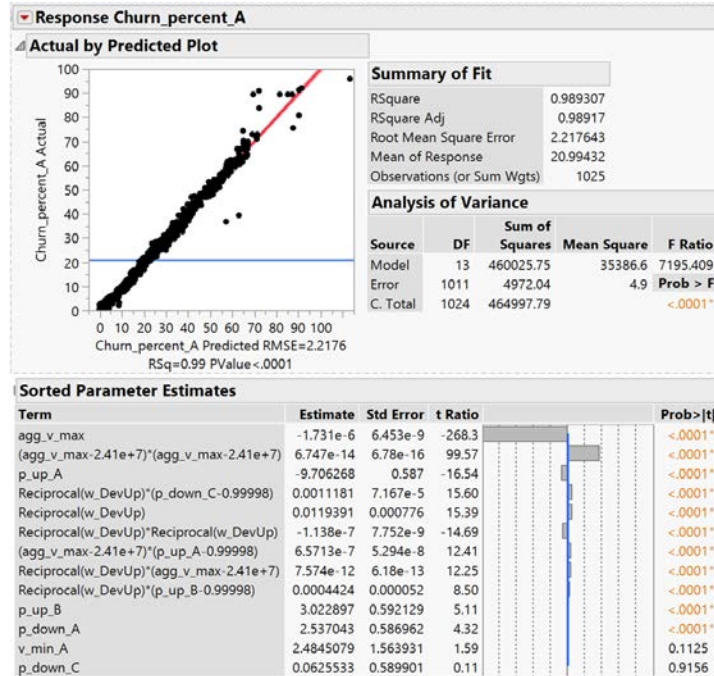 Response Churn_percent_A
Actual by Predicted Plot
100
90
80
70
60
50
40
30
20
10
0
Churn_percent_A Actual
0 10 20 30 40 50 60 70 80 90 100
Churn_percent_A Predicted RMSE=2.2176
RSq=0.99 PValue<.0001
Summary of Fit
RSquare 0.989307
RSquare Adj 0.98917
Root Mean Square Error 2.217643
Mean of Response 20.99432
Observations (or Sum Wgts) 1025
Analysis of Variance
Sum of
Source DF Squares Mean Square F Ratio
Model 13 460025.75 35386.6 7195.409
Error 1011 4972.04 4.9 Prob > F
C. Total 1024 464997.79 <.0001*
Sorted Parameter Estimates
Term Estimate Std Error t Ratio Prob>|t|
agg_v_max -1.731e-6 6.453e-9 -268.3 <.0001*
(agg_v_max-2.41e+7)*(agg_v_max-2.41e+7) 6.747e-14 6.78e-16 99.57 <.0001*
p_up_A -9.706268 0.587 -16.54 <.0001*
Reciprocal(w_DevUp)*(p_down_C-0.99998) 0.0011181 7.167e-5 15.60 <.0001*
Reciprocal(w_DevUp) 0.0119391 0.000776 15.39 <.0001*
Reciprocal(w_DevUp)*Reciprocal(w_DevUp) -1.138e-7 7.752e-9 -14.69 <.0001*
(agg_v_max-2.41e+7)*(p_up_A-0.99998) 6.5713e-7 5.294e-8 12.41 <.0001*
Reciprocal(w_DevUp)*(agg_v_max-2.41e+7) 7.574e-12 6.18e-13 12.25 <.0001*
Reciprocal(w_DevUp)*(p_up_B-0.99998) 0.0004424 0.000052 8.50 <.0001*
p_up_B 3.022897 0.592129 5.11 <.0001*
p_down_A 2.537043 0.586962 4.32 <.0001*
v_min_A 2.4845079 1.563931 1.59 0.1125
p_down_C 0.0625533 0.589901 0.11 0.9156